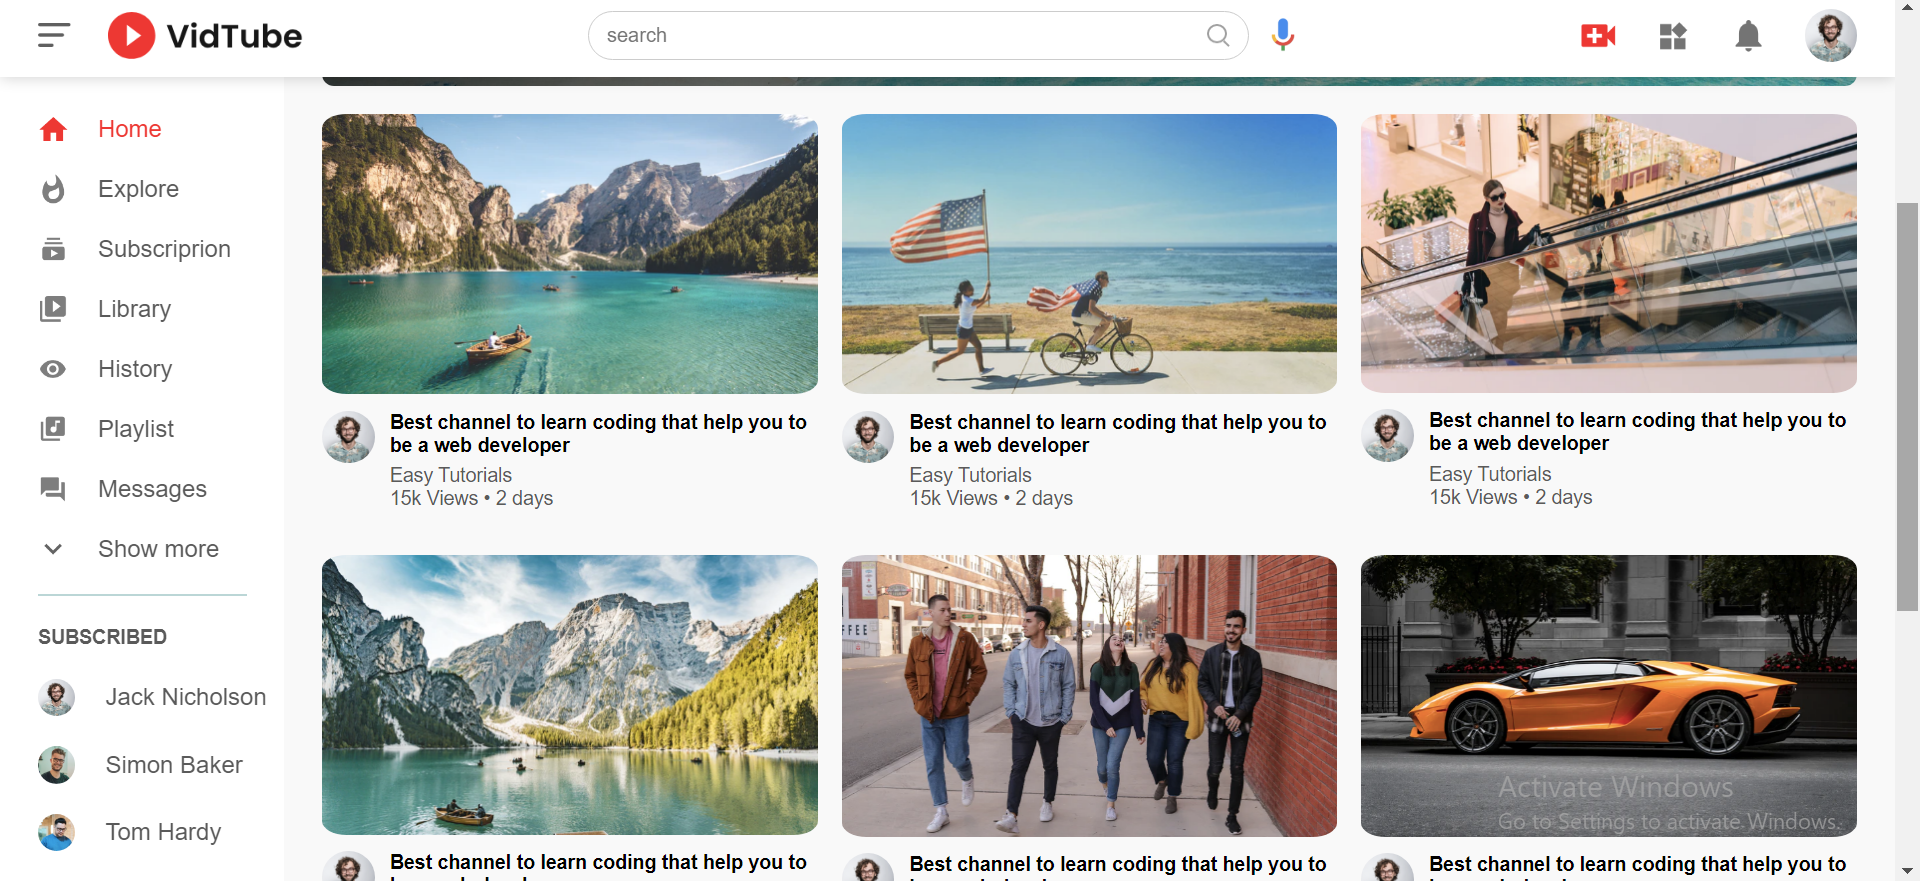 VidTube
search
Home
Explore
Subscriprion
Library
History
Playlist
Messages
Show more
SUBSCRIBED
Jack Nicholson
Simon Baker
Tom Hardy
Best channel to learn coding that help you to
be a web developer
Easy Tutorials
15k Views • 2 days
Best channel to learn coding that help you to
be a web developer
Easy Tutorials
15k Views • 2 days
Best channel to learn coding that help you to
be a web developer
Easy Tutorials
15k Views • 2 days
FFEE
Activate Windows
Go to Settings to activate Windows.
Best channel to learn coding that help you to
Best channel to learn coding that help you to
Best channel to learn coding that help you to